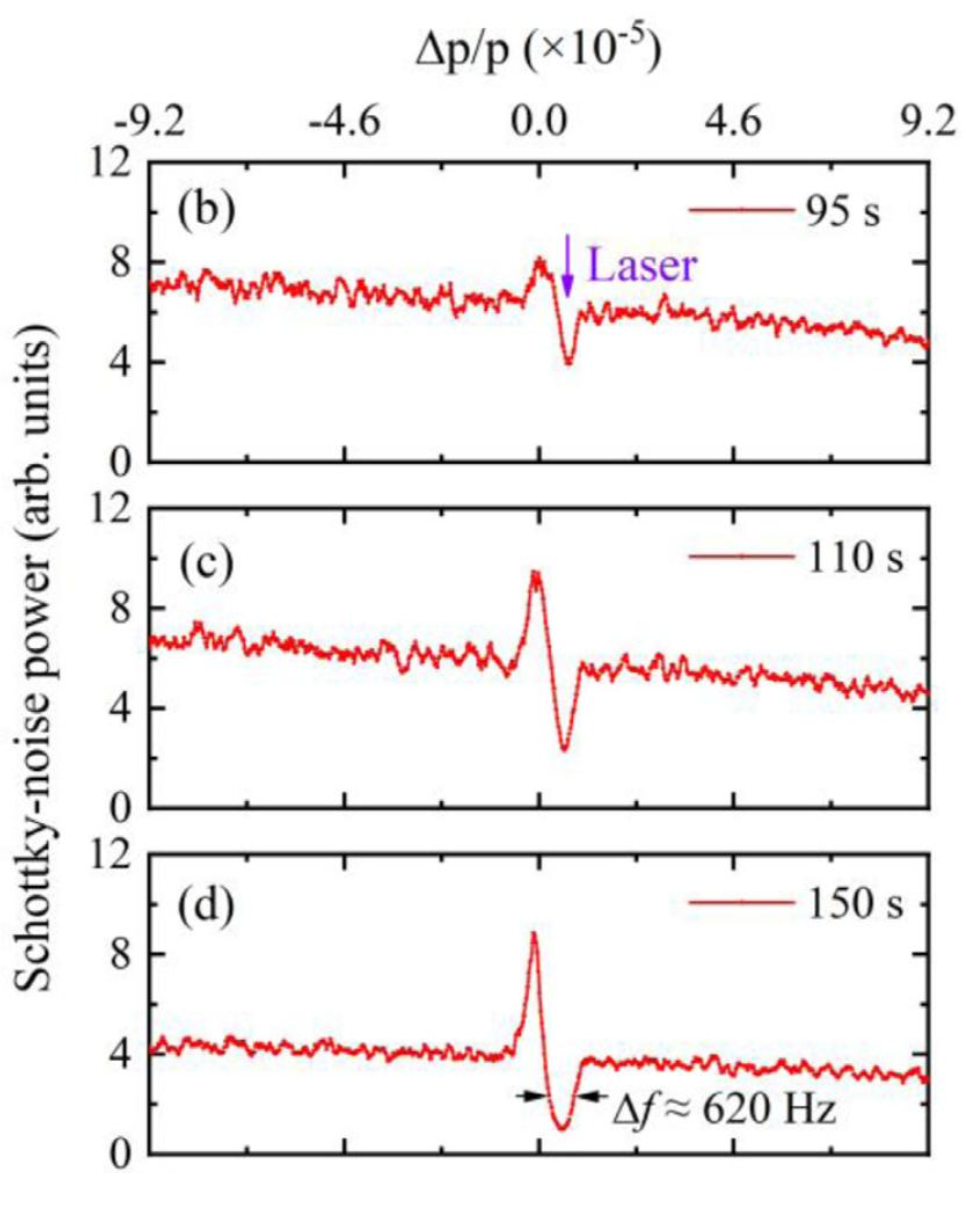 Δp/p (×10⁻⁵)
-9.2 -4.6 0.0 4.6 9.2
12
(b)
95 s
8
Laser
4
0
12
(c)
110 s
8
4
0
12
(d)
150 s
8
4
Δf ≈ 620 Hz
0
Schottky-noise power (arb. units)